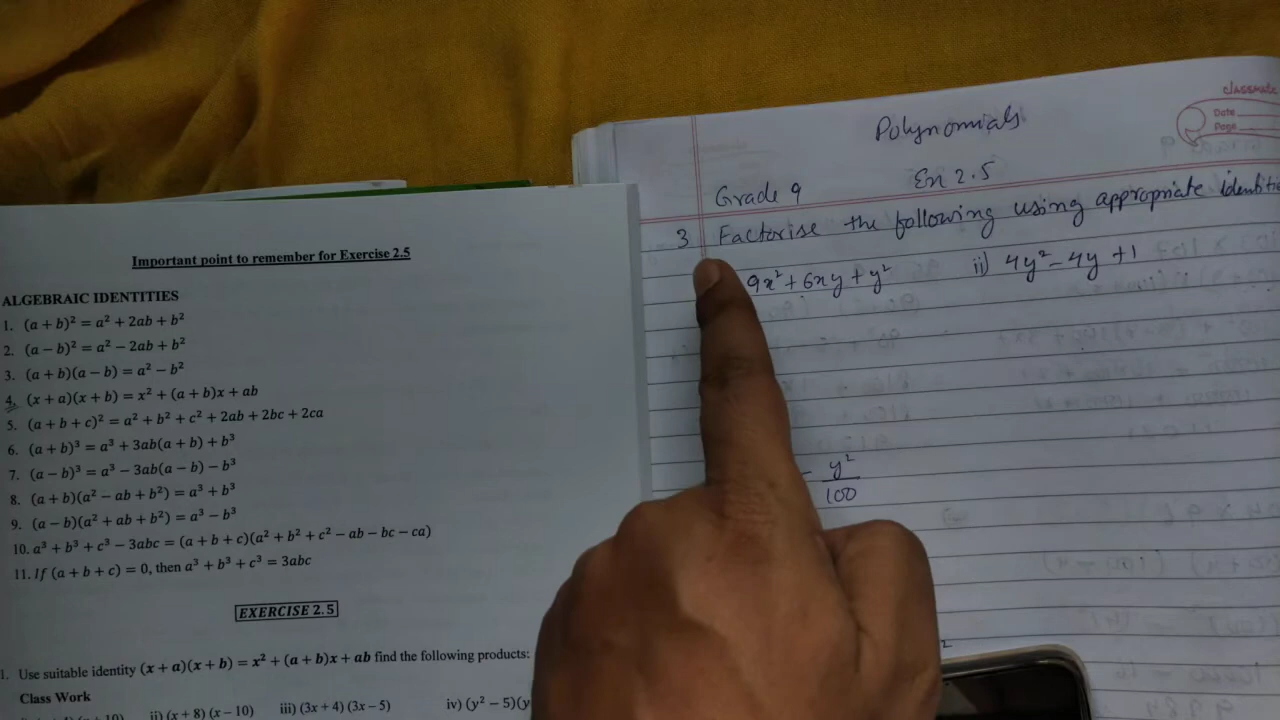 Important point to remember for Exercise 2.5
ALGEBRAIC IDENTITIES
1. (a + b)² = a² + 2ab + b²
2. (a − b)² = a² − 2ab + b²
3. (a + b)(a − b) = a² − b²
4. (x + a)(x + b) = x² + (a + b)x + ab
5. (a + b + c)² = a² + b² + c² + 2ab + 2bc + 2ca
6. (a + b)³ = a³ + 3ab(a + b) + b³
7. (a − b)³ = a³ − 3ab(a − b) − b³
8. (a + b)(a² − ab + b²) = a³ + b³
9. (a − b)(a² + ab + b²) = a³ − b³
10. a³ + b³ + c³ − 3abc = (a + b + c)(a² + b² + c² − ab − bc − ca)
11. If (a + b + c) = 0, then a³ + b³ + c³ = 3abc
EXERCISE 2.5
1. Use suitable identity (x + a)(x + b) = x² + (a + b)x + ab find the following products:
Class Work
ii) (x + 8) (x − 10) iii) (3x + 4) (3x − 5) iv) (y² − 5)(y
classmate
Date
Page
Polynomials
Grade 9 Ex 2.5
3 Factorise the following using appropriate
9x² + 6xy + y² ii) 4y² − 4y + 1
− y²
100